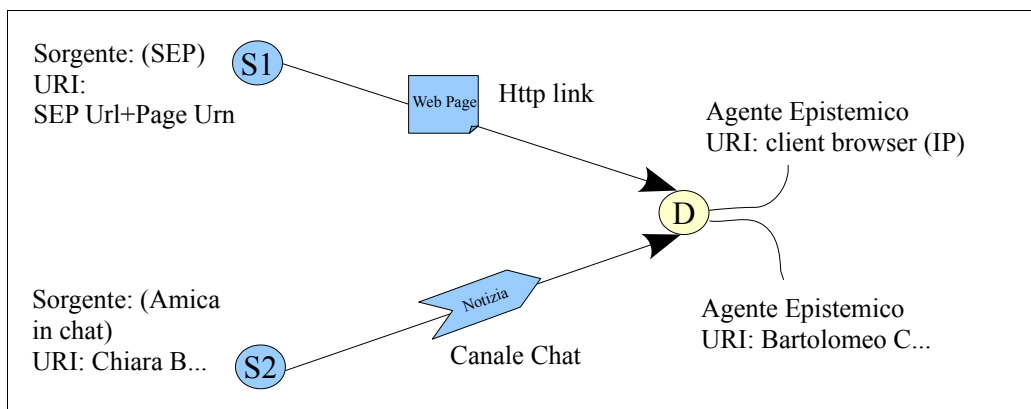 Sorgente: (SEP)
URI:
SEP Url+Page Urn
S1
Web Page
Http link
Agente Epistemico
URI: client browser (IP)
D
Sorgente: (Amica
in chat)
URI: Chiara B...
S2
Notizia
Canale Chat
Agente Epistemico
URI: Bartolomeo C...